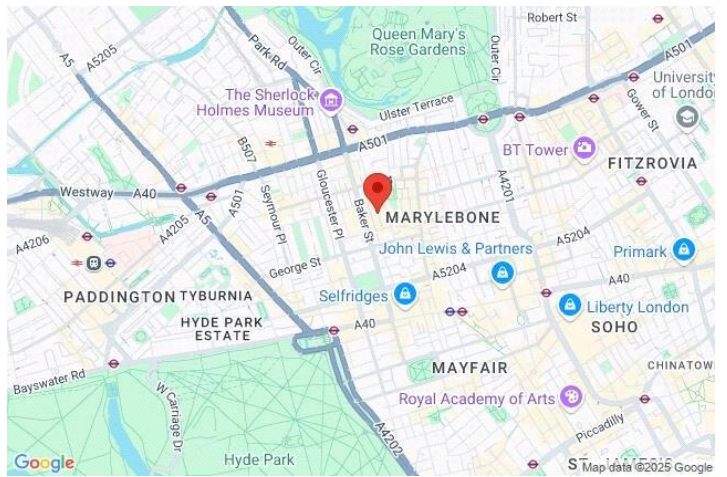 Robert St
Queen Mary's
Rose Gardens
Outer Cir
Outer Cir
Park Rd
A5
A5205
A501
University
of London
The Sherlock
Holmes Museum
Ulster Terrace
Gower St
BT Tower
FITZROVIA
A501
B507
Westway
A40
A501
A5
A4205
A4206
Seymour Pl
Gloucester Pl
Baker St
A4201
MARYLEBONE
John Lewis & Partners
A5204
A5204
Primark
George St
A40
PADDINGTON
TYBURNIA
Selfridges
Liberty London
HYDE PARK
ESTATE
A40
SOHO
MAYFAIR
CHINATOWN
Bayswater Rd
W Carriage Dr
Royal Academy of Arts
A4202
Piccadilly
Hyde Park
Google
Map data ©2025 Google